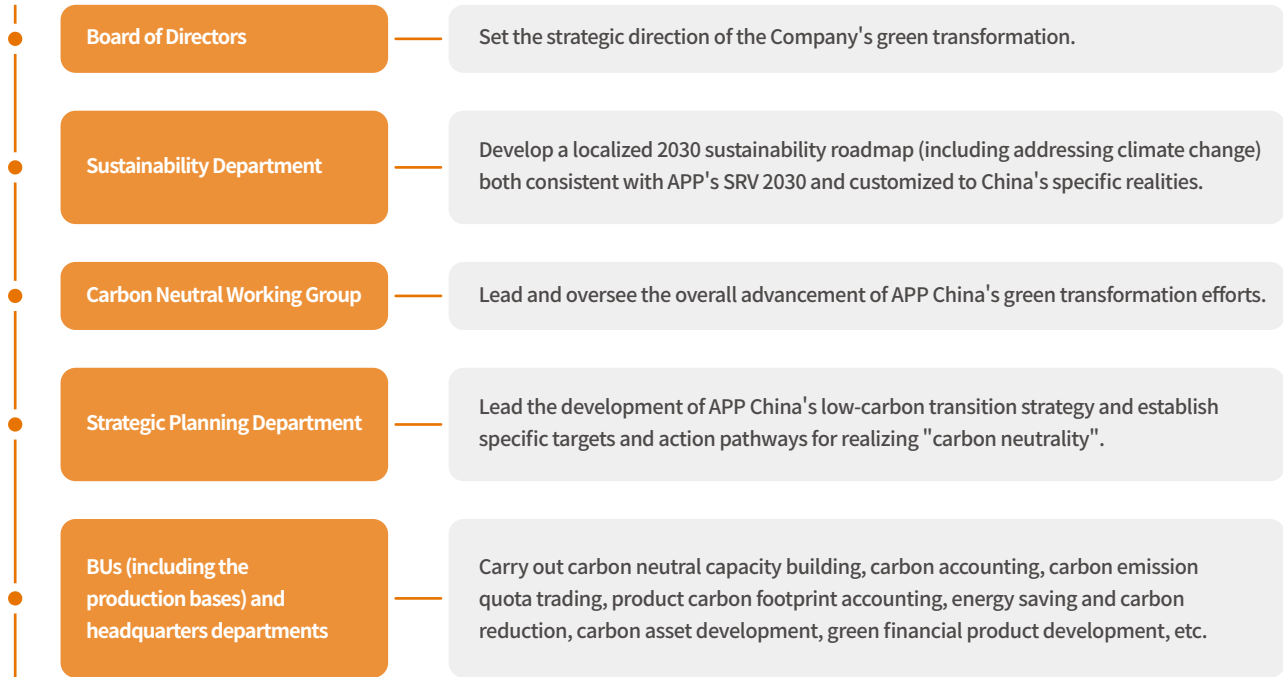 Board of Directors
Set the strategic direction of the Company's green transformation.
Sustainability Department
Develop a localized 2030 sustainability roadmap (including addressing climate change)
both consistent with APP's SRV 2030 and customized to China's specific realities.
Carbon Neutral Working Group
Lead and oversee the overall advancement of APP China's green transformation efforts.
Strategic Planning Department
Lead the development of APP China's low-carbon transition strategy and establish
specific targets and action pathways for realizing "carbon neutrality".
BUs (including the
production bases) and
headquarters departments
Carry out carbon neutral capacity building, carbon accounting, carbon emission
quota trading, product carbon footprint accounting, energy saving and carbon
reduction, carbon asset development, green financial product development, etc.